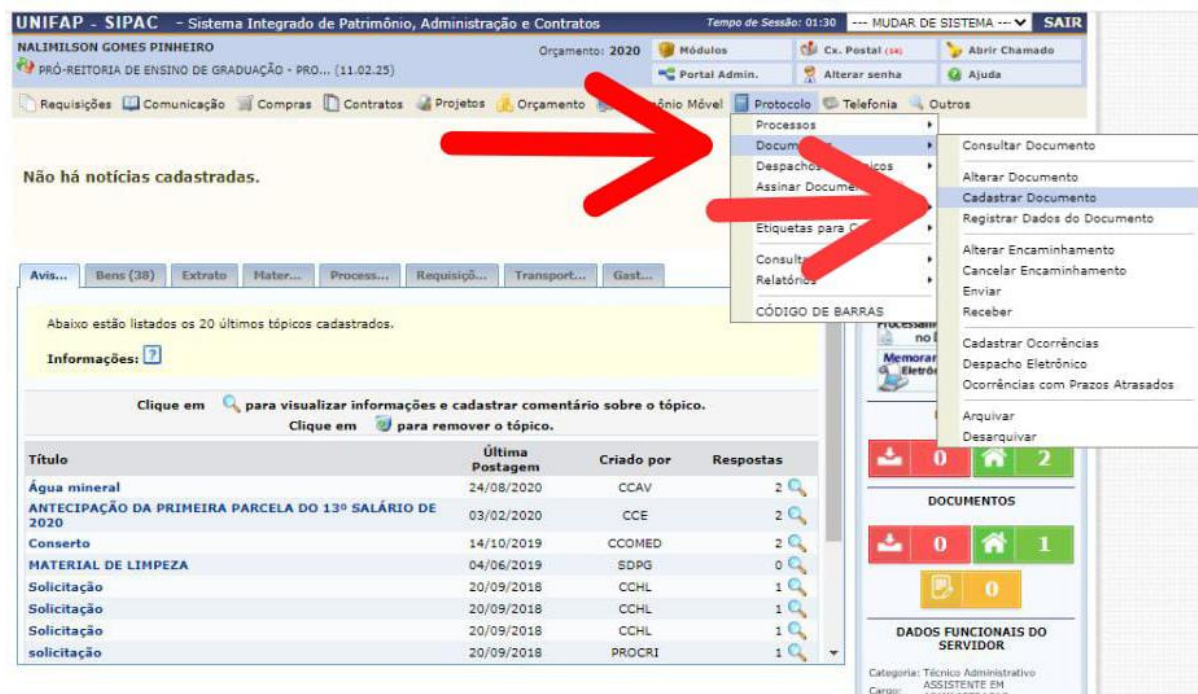 UNIFAP - SIPAC - Sistema Integrado de Patrimônio, Administração e Contratos
Tempo de Sessão: 01:30 --- MUDAR DE SISTEMA --- SAIR
NALIMILSON GOMES PINHEIRO
PRÓ-REITORIA DE ENSINO DE GRADUAÇÃO - PRO... (11.02.25)
Orçamento: 2020
Módulos Cx. Postal (14) Abrir Chamado
Portal Admin. Alterar senha Ajuda
Requisições Comunicação Compras Contratos Projetos Orçamento Móvel Protocolo Telefonia Outros
Processos
Despachos
Assinar
Etiquetas para
CÓDIGO DE BARRAS
Consultar Documento
Alterar Documento
Cadastrar Documento
Registrar Dados do Documento
Alterar Encaminhamento
Cancelar Encaminhamento
Enviar
Receber
Cadastrar Ocorrências
Despacho Eletrônico
Ocorrências com Prazos Atrasados
Arquivar
Desarquivar
Não há notícias cadastradas.
Avis... Bens (38) Extrato Mater... Process... Requisiçõ... Transport... Gast...
Abaixo estão listados os 20 últimos tópicos cadastrados.
Informações: ?
Clique em para visualizar informações e cadastrar comentário sobre o tópico.
Clique em para remover o tópico.
Título Última Postagem Criado por Respostas
Água mineral 24/08/2020 CCAV 2
ANTECIPAÇÃO DA PRIMEIRA PARCELA DO 13º SALÁRIO DE 2020 03/02/2020 CCE 2
Conserto 14/10/2019 CCOMED 2
MATERIAL DE LIMPEZA 04/06/2019 SDPG 0
Solicitação 20/09/2018 CCHL 1
Solicitação 20/09/2018 CCHL 1
Solicitação 20/09/2018 CCHL 1
solicitação 20/09/2018 PROCRI 1
0 2
DOCUMENTOS
0 1
0
DADOS FUNCIONAIS DO
SERVIDOR
Categoria: Técnico Administrativo
Cargo: ASSISTENTE EM